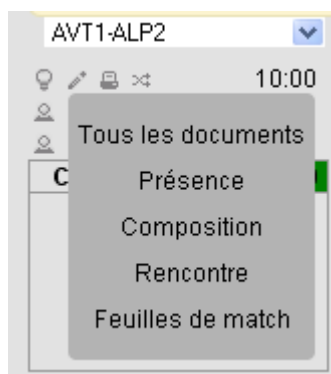 AVT1-ALP2
10:00
Tous les documents
C
Présence
Composition
Rencontre
Feuilles de match